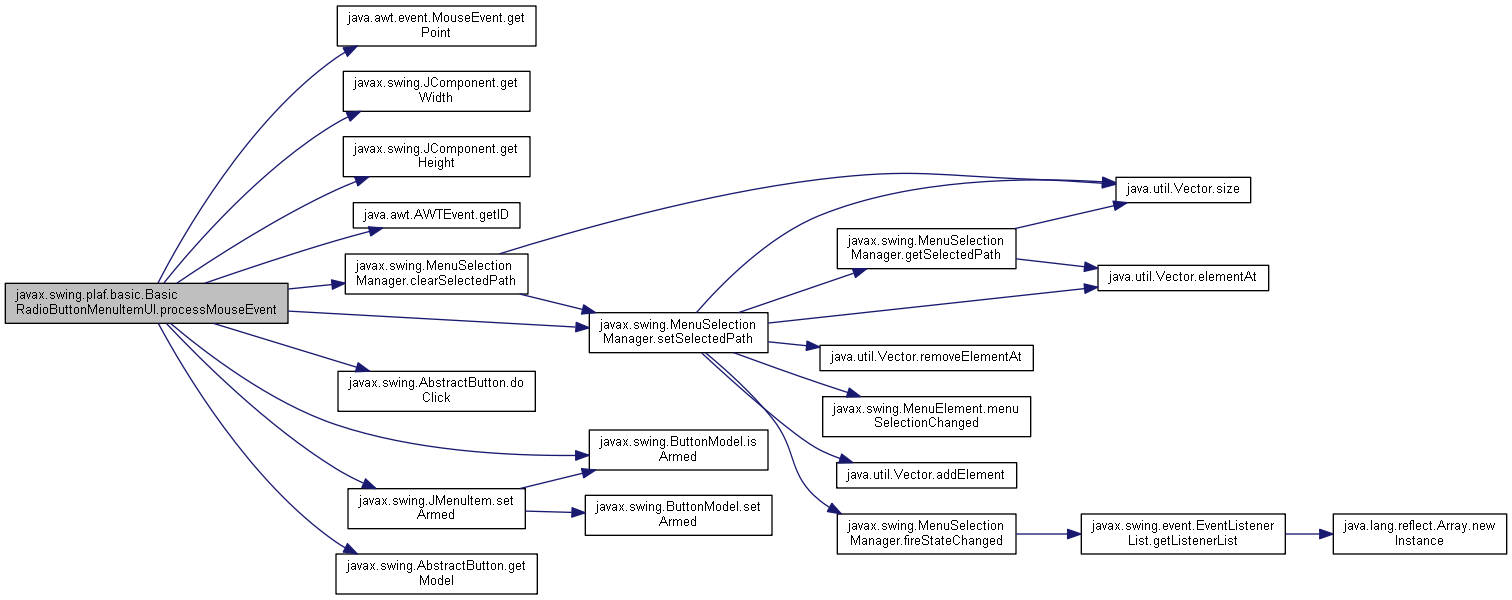 java.awt.event.MouseEvent.get
Point
javax.swing.JComponent.get
Width
javax.swing.JComponent.get
Height
java.awt.AWTEvent.getID
javax.swing.MenuSelection
Manager.clearSelectedPath
javax.swing.plaf.basic.Basic
RadioButtonMenuItemUI.processMouseEvent
javax.swing.AbstractButton.do
Click
javax.swing.JMenuItem.set
Armed
javax.swing.AbstractButton.get
Model
javax.swing.MenuSelection
Manager.setSelectedPath
javax.swing.ButtonModel.is
Armed
javax.swing.ButtonModel.set
Armed
java.util.Vector.size
javax.swing.MenuSelection
Manager.getSelectedPath
java.util.Vector.elementAt
java.util.Vector.removeElementAt
javax.swing.MenuElement.menu
SelectionChanged
java.util.Vector.addElement
javax.swing.MenuSelection
Manager.fireStateChanged
javax.swing.event.EventListener
List.getListenerList
java.lang.reflect.Array.new
Instance